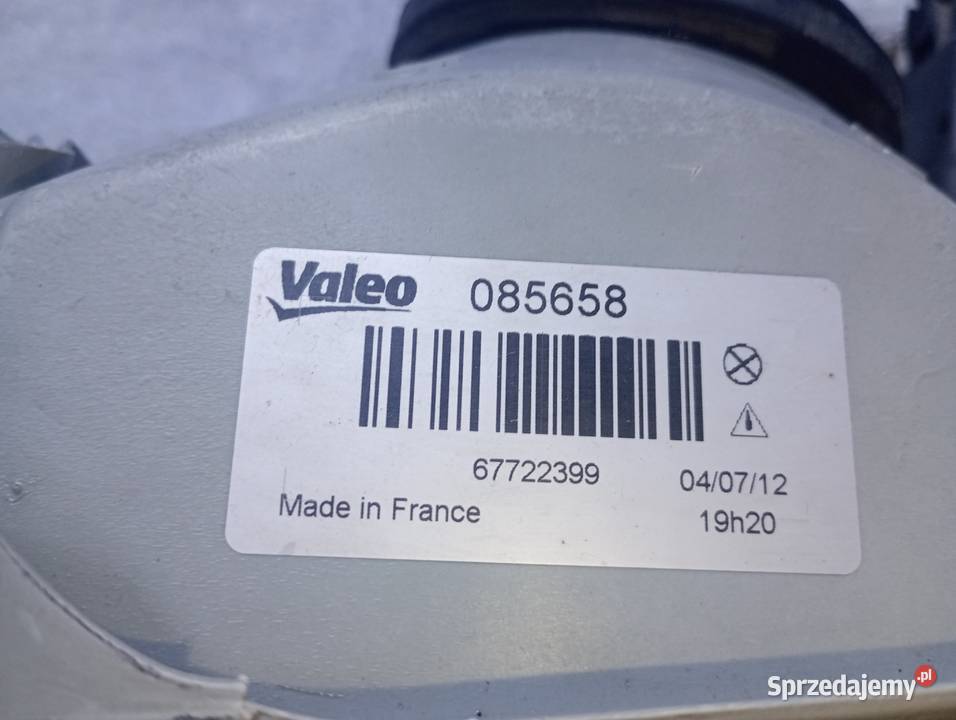 Valeo 085658
67722399
04/07/12
Made in France
19h20
Sprzedajemy.pl